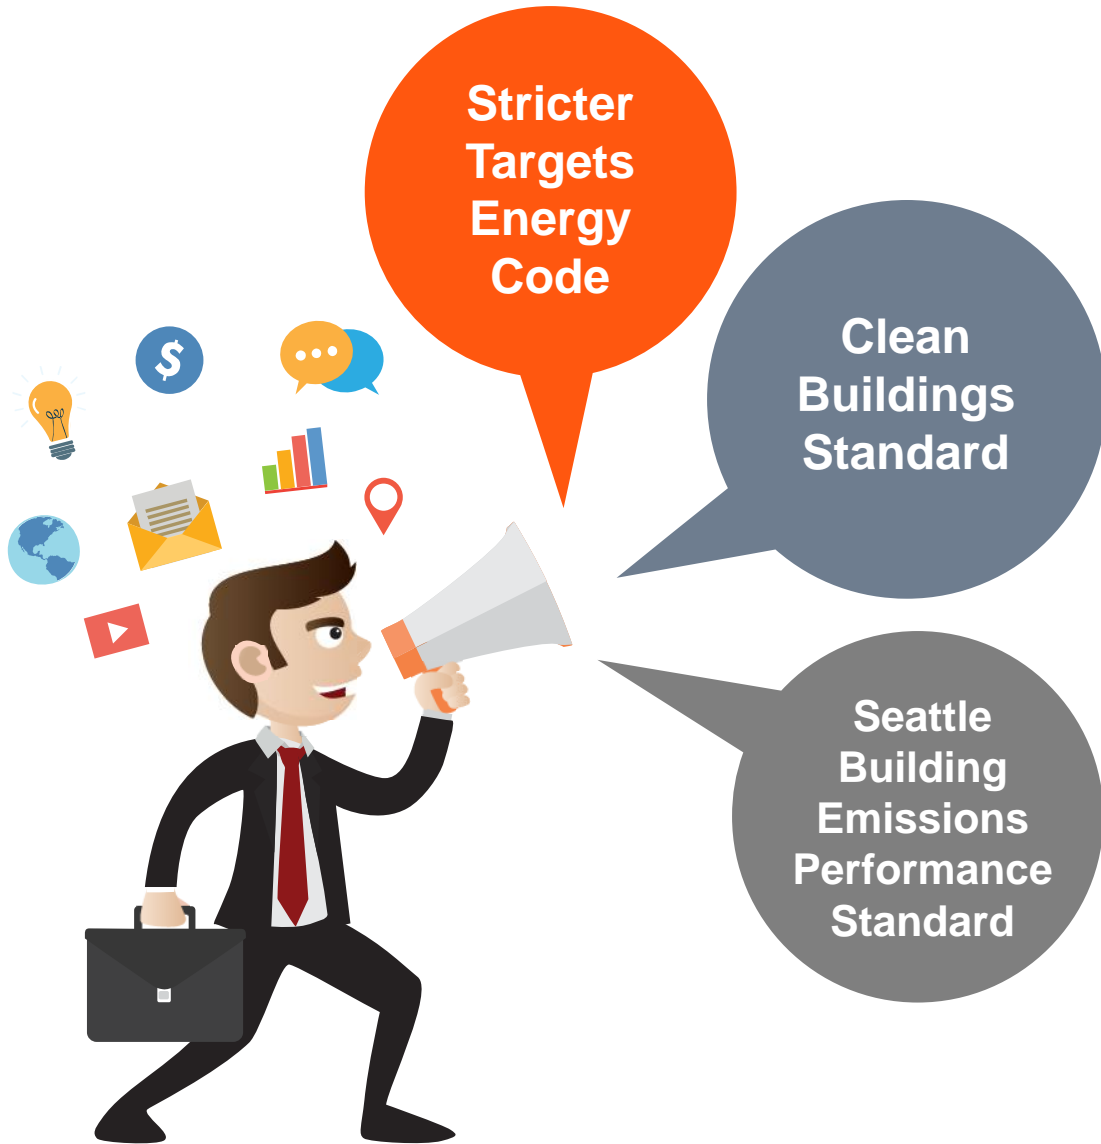 Stricter
Targets
Energy
Code
Clean
Buildings
Standard
Seattle
Building
Emissions
Performance
Standard
$